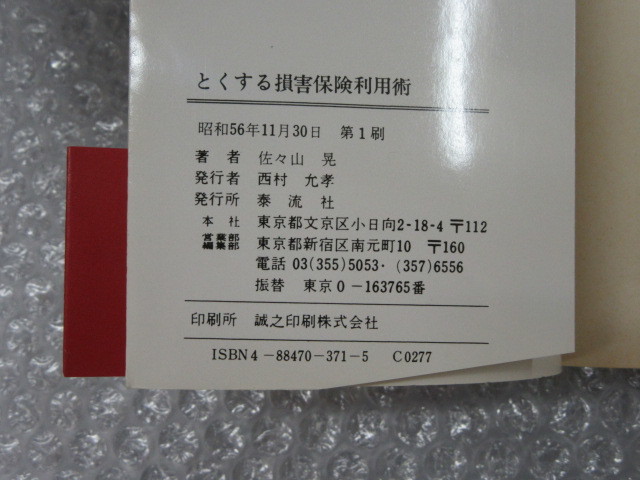 とくする損害保険利用術
昭和56年11月30日 第1刷
著者 佐々山 晃
発行者 西村 允孝
発行所 泰流社
本社 東京都文京区小日向2-18-4 〒112
営業部 編集部 東京都新宿区南元町10 〒160
電話 03(355)5053・(357)6556
振替 東京0-163765番
印刷所 誠之印刷株式会社
ISBN4-88470-371-5 C0277